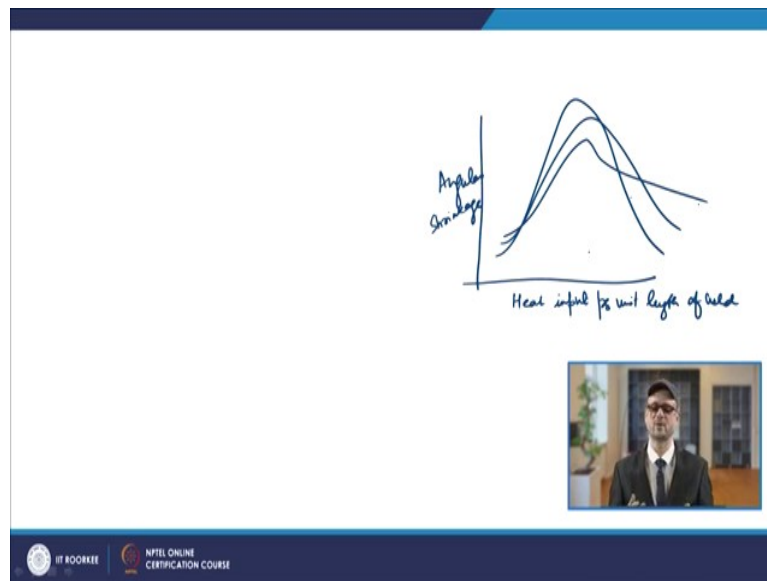 Angular
Shrinkage
Heat input per unit length of weld
IIT ROORKEE
NPTEL ONLINE
CERTIFICATION COURSE